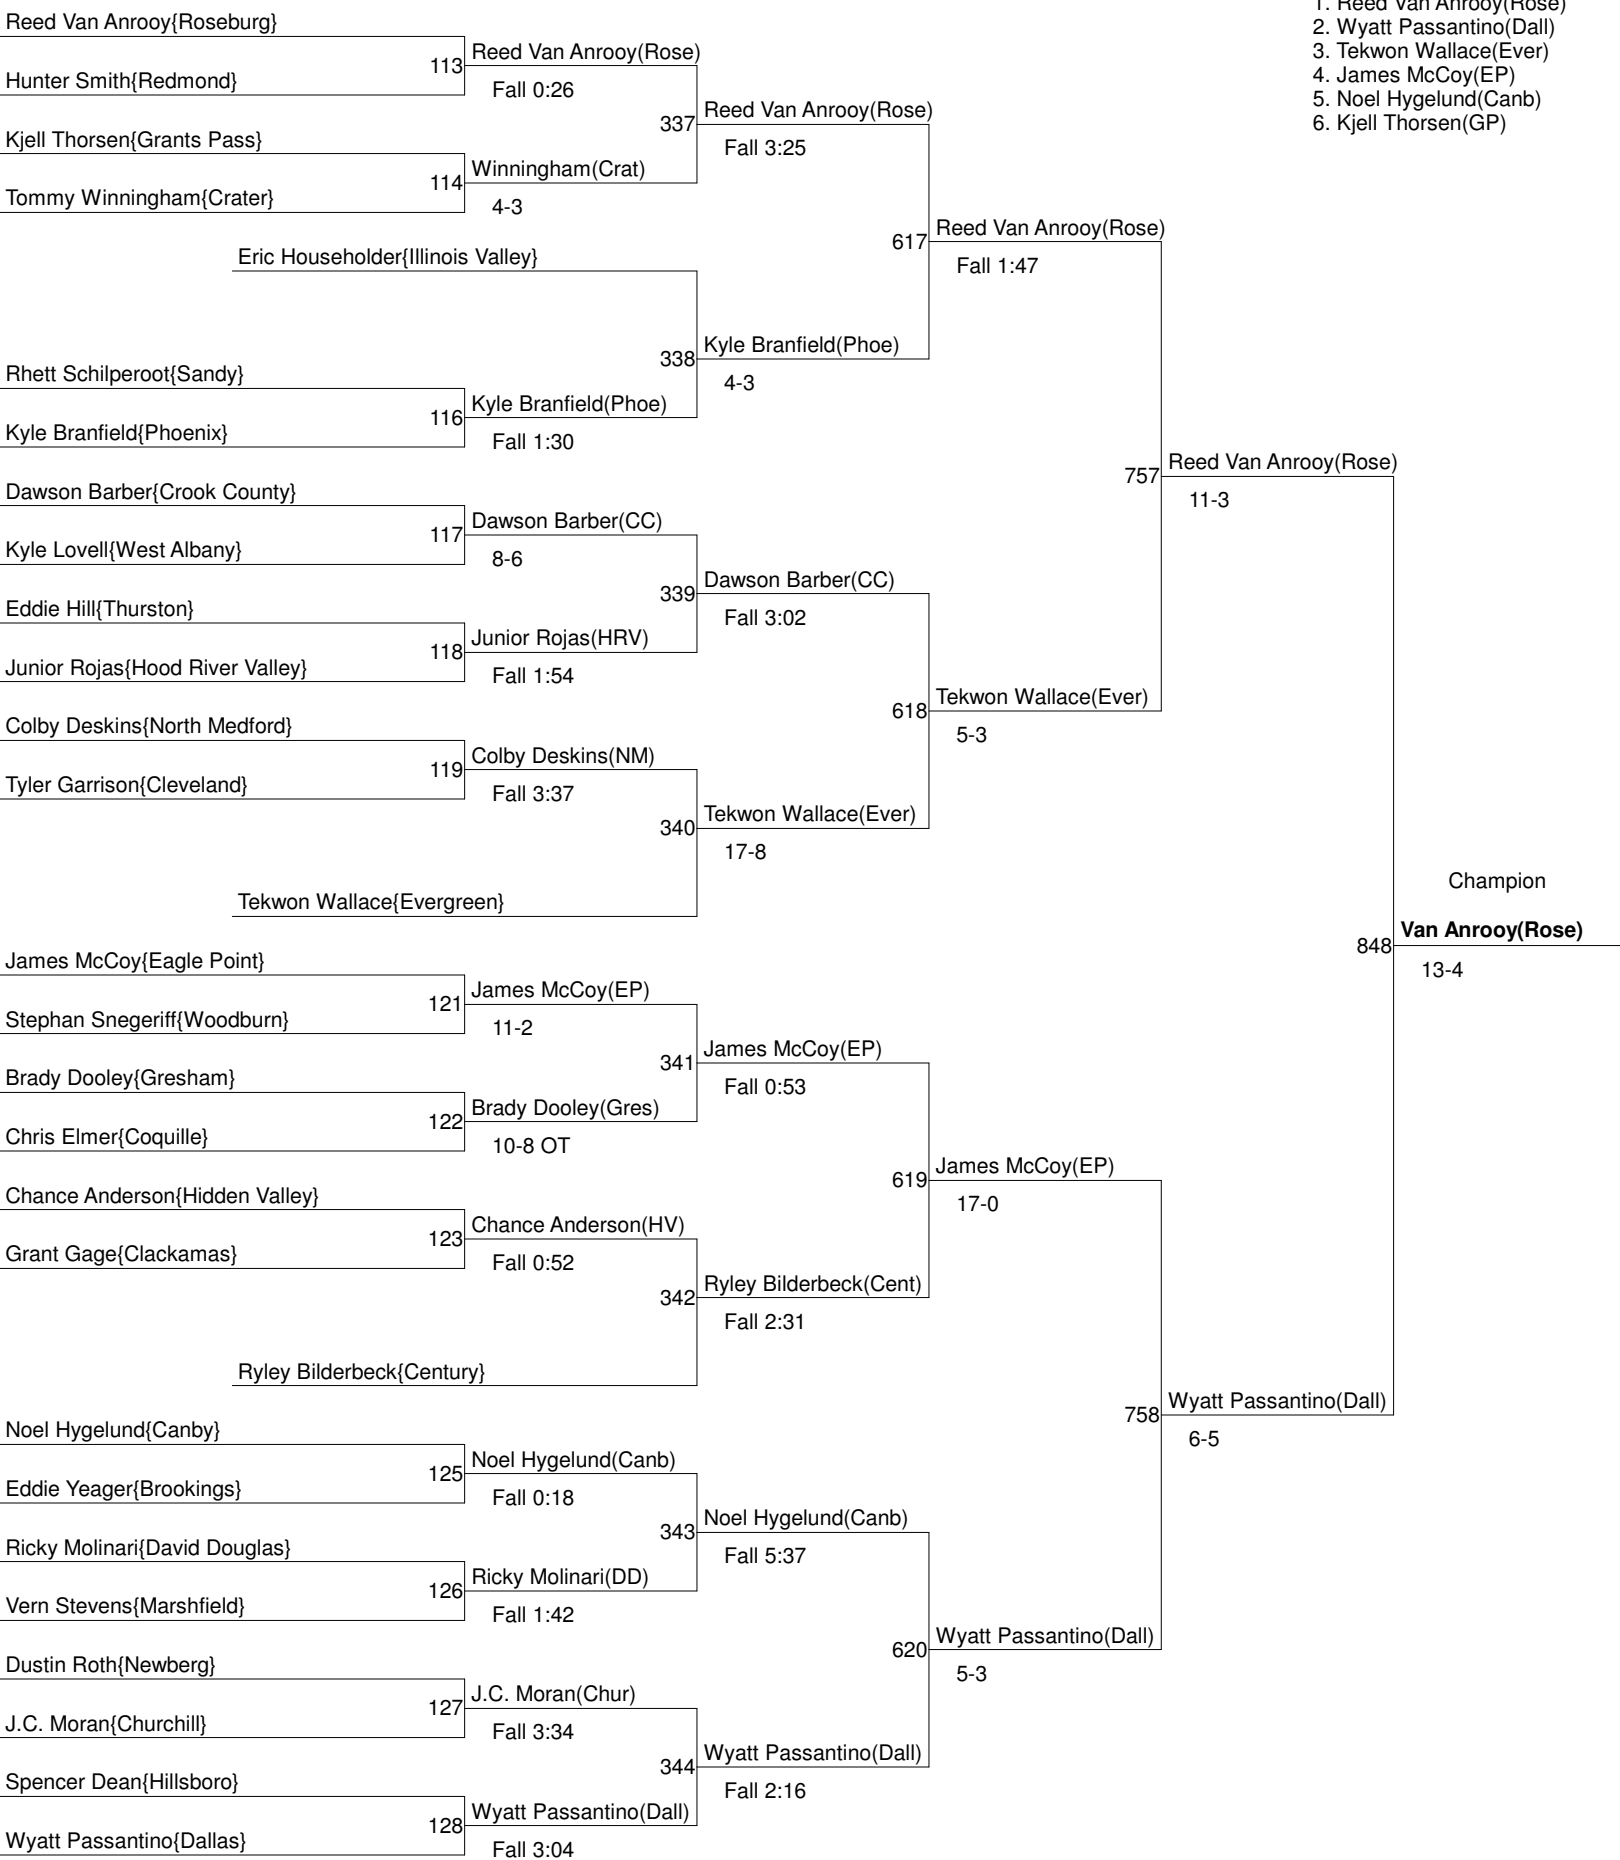 1. Reed Van Anrooy(Rose)
2. Wyatt Passantino(Dall)
3. Tekwon Wallace(Ever)
4. James McCoy(EP)
5. Noel Hygelund(Canb)
6. Kjell Thorsen(GP)
Reed Van Anrooy{Roseburg}
113 Reed Van Anrooy(Rose)
Hunter Smith{Redmond}
Fall 0:26
337 Reed Van Anrooy(Rose)
Kjell Thorsen{Grants Pass}
Fall 3:25
114 Winningham(Crat)
Tommy Winningham{Crater}
4-3
617 Reed Van Anrooy(Rose)
Eric Householder{Illinois Valley}
Fall 1:47
338 Kyle Branfield(Phoe)
Rhett Schilperoot{Sandy}
4-3
116 Kyle Branfield(Phoe)
Kyle Branfield{Phoenix}
Fall 1:30
757 Reed Van Anrooy(Rose)
Dawson Barber{Crook County}
11-3
117 Dawson Barber(CC)
Kyle Lovell{West Albany}
8-6
339 Dawson Barber(CC)
Eddie Hill{Thurston}
Fall 3:02
118 Junior Rojas(HRV)
Junior Rojas{Hood River Valley}
Fall 1:54
618 Tekwon Wallace(Ever)
Colby Deskins{North Medford}
5-3
119 Colby Deskins(NM)
Tyler Garrison{Cleveland}
Fall 3:37
340 Tekwon Wallace(Ever)
17-8
Champion
Tekwon Wallace{Evergreen}
848 Van Anrooy(Rose)
James McCoy{Eagle Point}
13-4
121 James McCoy(EP)
Stephan Snegeriff{Woodburn}
11-2
341 James McCoy(EP)
Brady Dooley{Gresham}
Fall 0:53
122 Brady Dooley(Gres)
Chris Elmer{Coquille}
10-8 OT
619 James McCoy(EP)
Chance Anderson{Hidden Valley}
17-0
123 Chance Anderson(HV)
Grant Gage{Clackamas}
Fall 0:52
342 Ryley Bilderbeck(Cent)
Fall 2:31
Ryley Bilderbeck{Century}
758 Wyatt Passantino(Dall)
Noel Hygelund{Canby}
6-5
125 Noel Hygelund(Canb)
Eddie Yeager{Brookings}
Fall 0:18
343 Noel Hygelund(Canb)
Ricky Molinari{David Douglas}
Fall 5:37
126 Ricky Molinari(DD)
Vern Stevens{Marshfield}
Fall 1:42
620 Wyatt Passantino(Dall)
Dustin Roth{Newberg}
5-3
127 J.C. Moran(Chur)
J.C. Moran{Churchill}
Fall 3:34
344 Wyatt Passantino(Dall)
Spencer Dean{Hillsboro}
Fall 2:16
128 Wyatt Passantino(Dall)
Wyatt Passantino{Dallas}
Fall 3:04